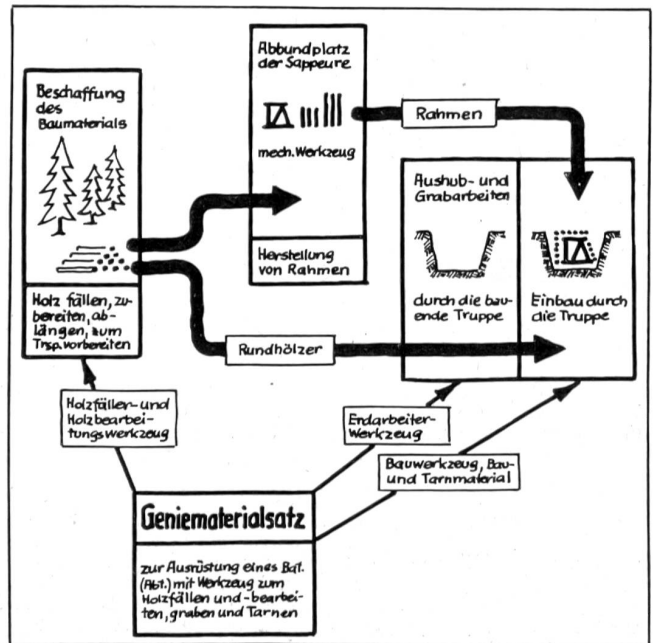 Beschaffung
des
Baumaterials
Holz fällen, zu-
bereiten, ab-
längen, zum
Trsp. vorbereiten
Abbundplatz
der Sappeure
mech. Werkzeug
Herstellung
von Rahmen
Rahmen
Rundhölzer
Aushub- und
Grabarbeiten
durch die bau-
ende Truppe
Einbau durch
die Truppe
Holzfäller- und
Holzbearbei-
tungswerkzeug
Endarbeiter-
Werkzeug
Bauwerkzeug, Bau-
und Tarnmaterial
Geniematerialsatz
zur Ausrüstung eines Bat.
(Abt.) mit Werkzeug zum
Holzfällen und -bearbei-
ten, graben und Tarnen